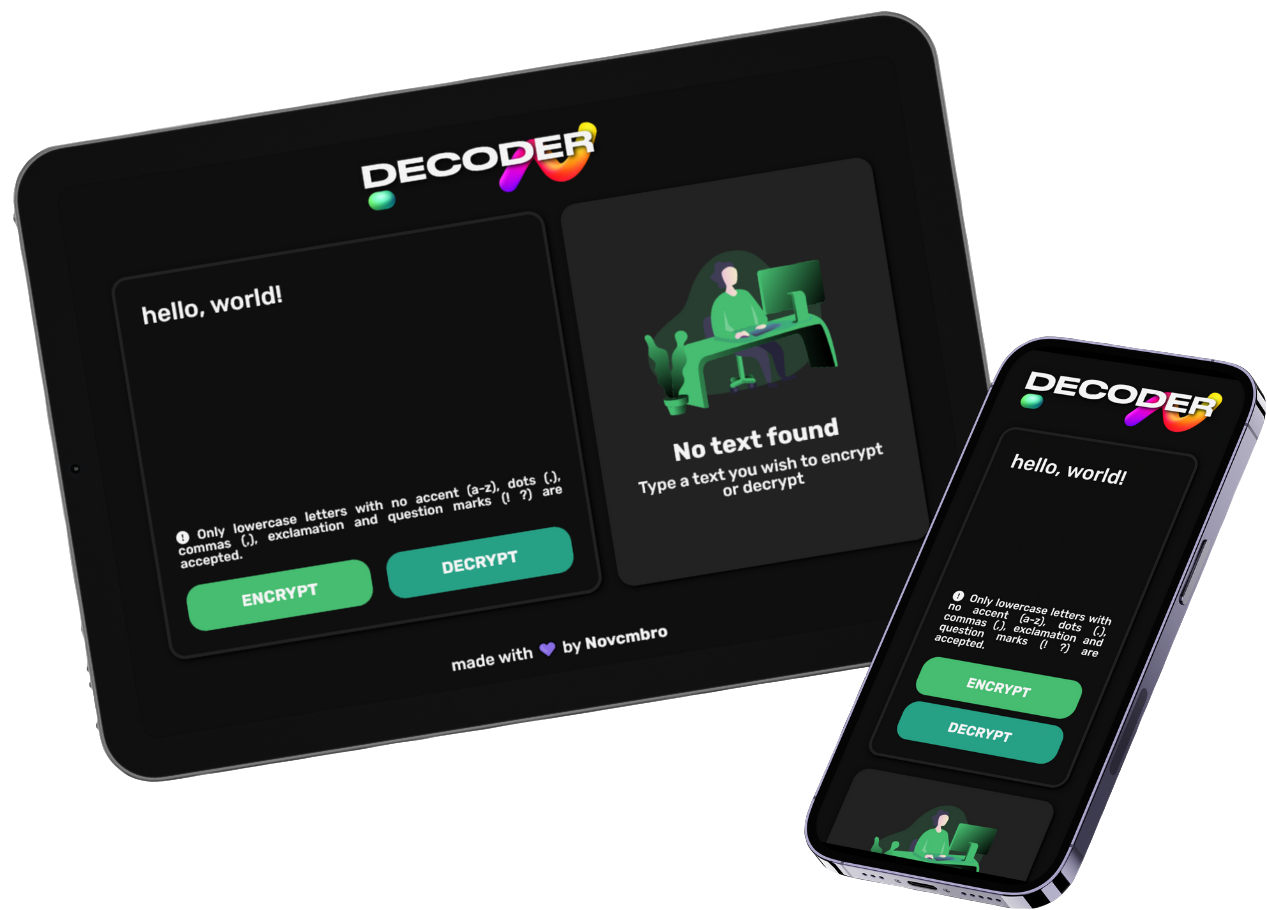 DECODER
hello, world!
Only lowercase letters with no accent (a-z), dots (.),
commas (,), exclamation and question marks (! ?) are
accepted.
ENCRYPT
DECRYPT
No text found
Type a text you wish to encrypt
or decrypt
made with 💜 by Novcmbro
DECODER
hello, world!
Only lowercase letters with
no accent (a-z), dots (.),
commas (,), exclamation and
question marks (! ?) are
accepted.
ENCRYPT
DECRYPT